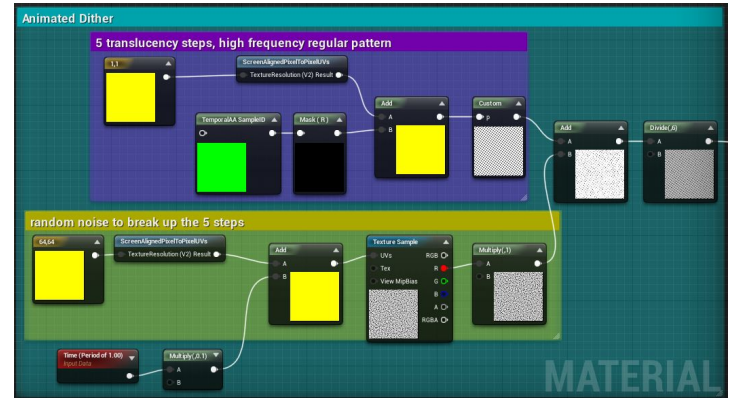 Animated Dither
5 translucency steps, high frequency regular pattern
1,1
ScreenAlignedPixelToPixelUVs
TextureResolution (V2) Result
TemporalAA SampleID
Mask ( R )
Add
A
B
Custom
p
Add
A
B
Divide(,6)
A
B
random noise to break up the 5 steps
64,64
ScreenAlignedPixelToPixelUVs
TextureResolution (V2) Result
Add
A
B
Texture Sample
UVs
RGB
Tex
R
View MipBias
G
B
A
RGBA
Multiply(,1)
A
B
Time (Period of 1.00)
Input Data
Multiply(,0.1)
A
B
MATERIAL